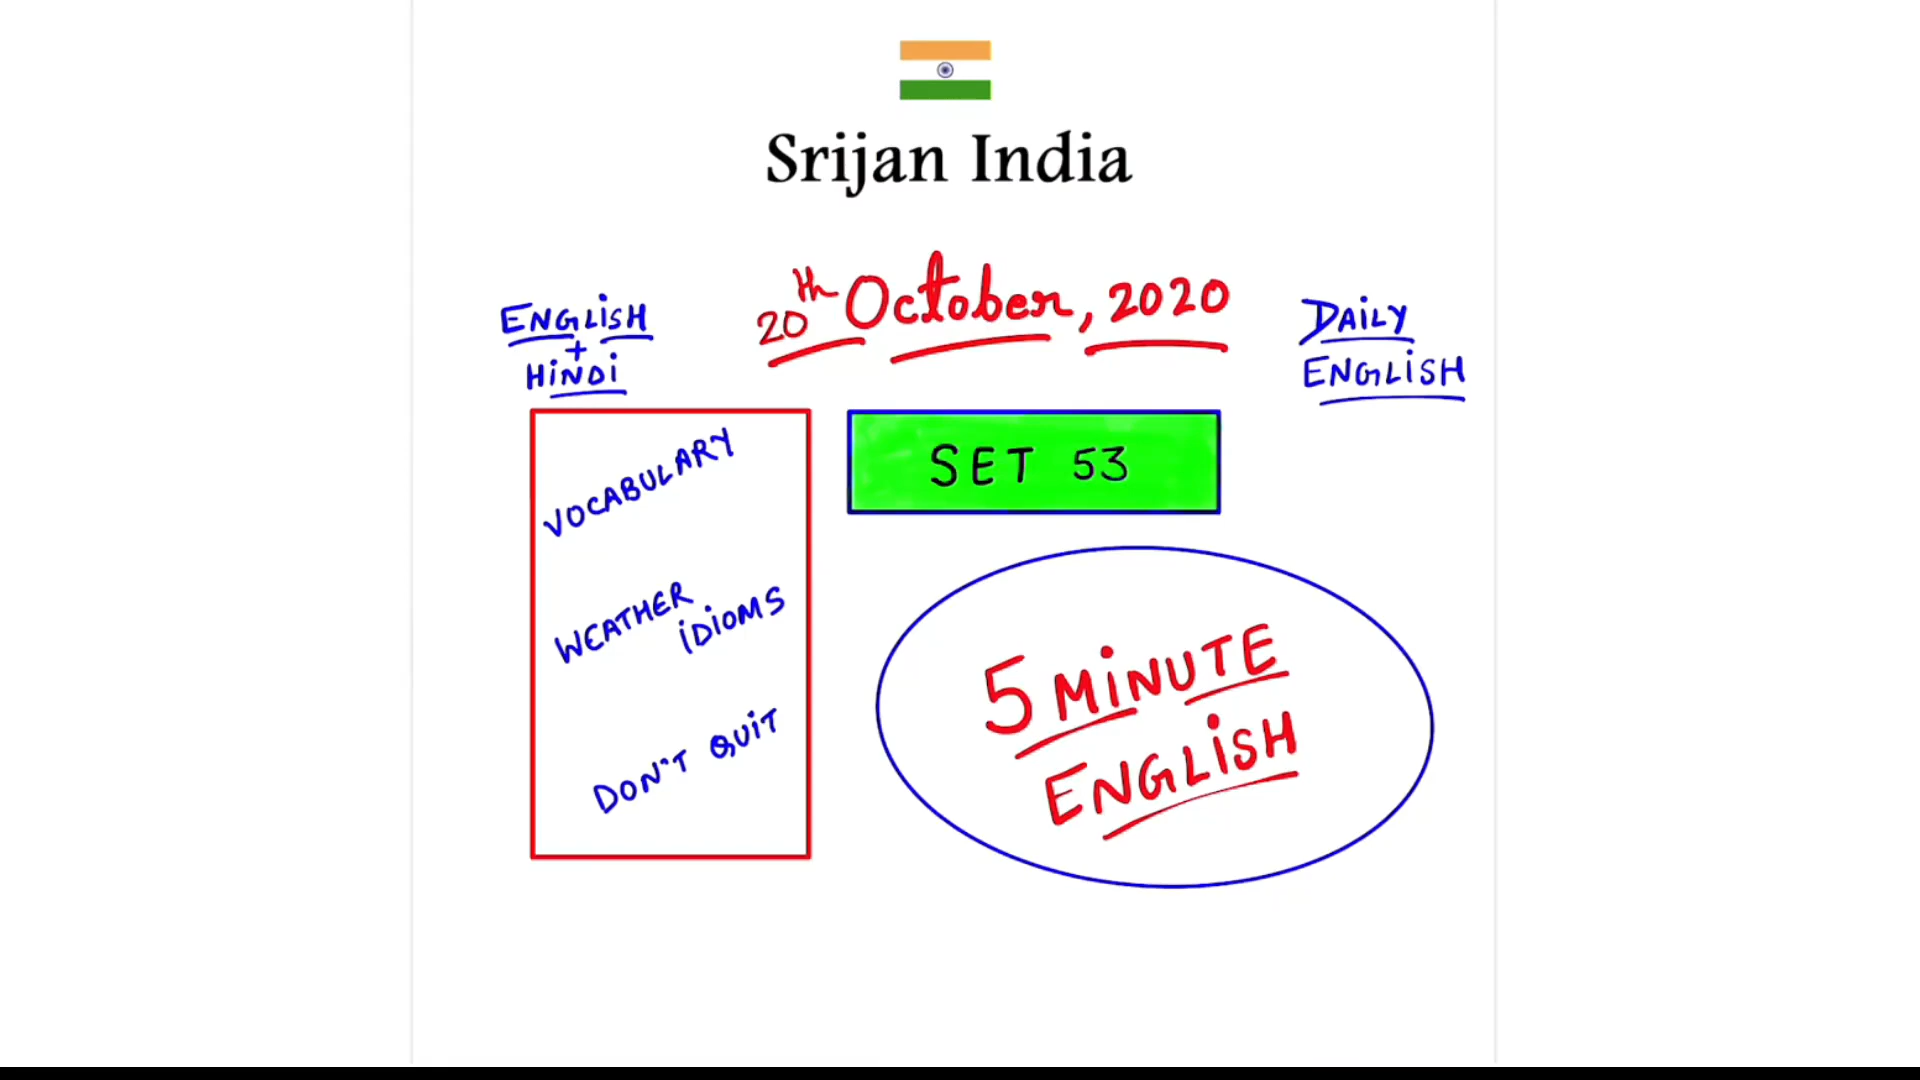 Srijan India
20th October, 2020
ENGLISH
+
HINDI
DAILY
ENGLISH
VOCABULARY
WEATHER
IDIOMS
DON'T QUIT
SET 53
5 MINUTE
ENGLISH